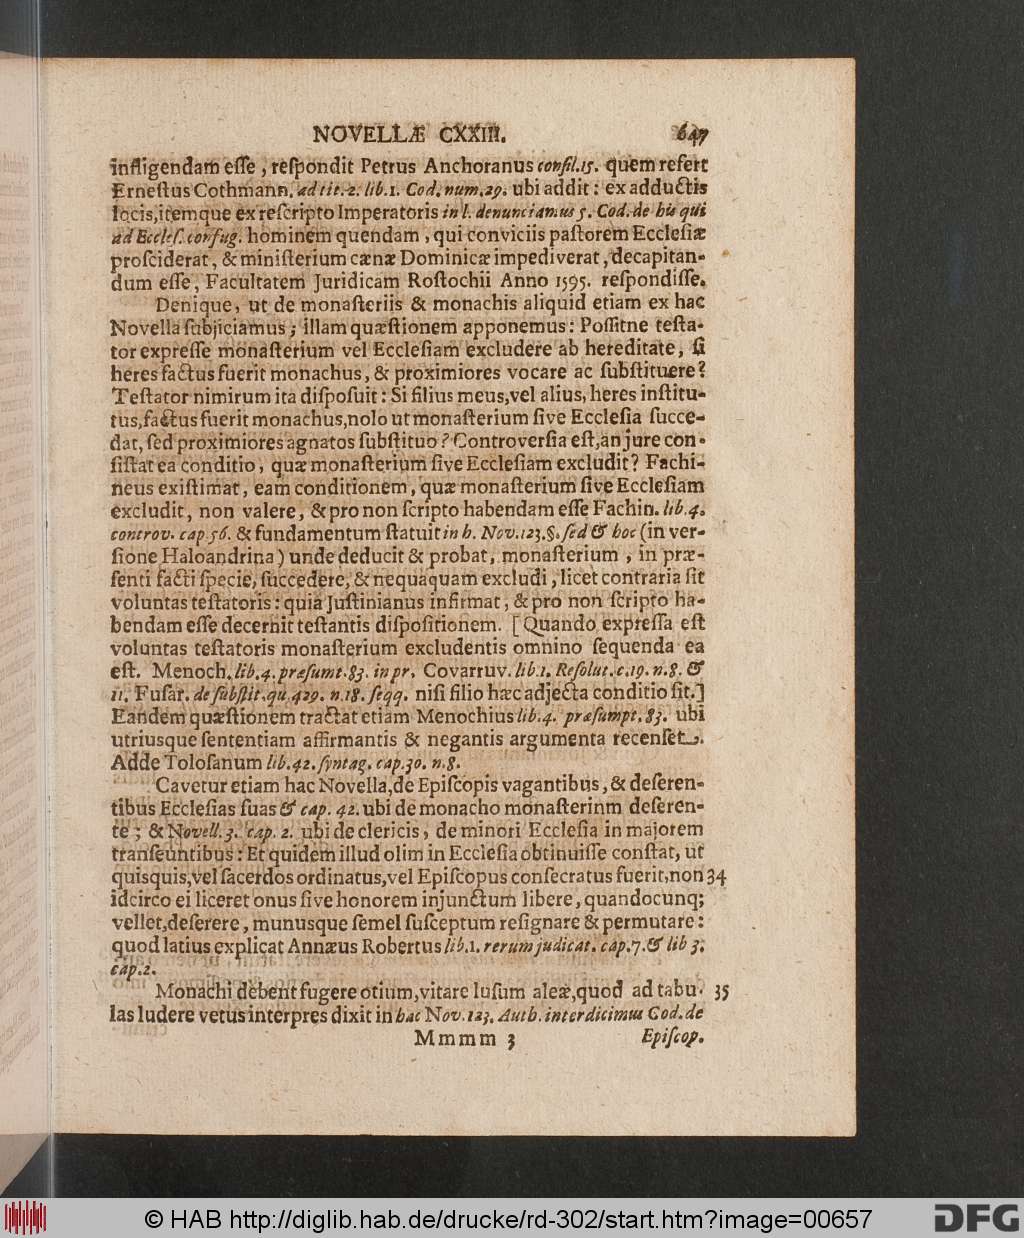 NOVELLÆ CXXIII. 647
infligendam eſſe, reſpondit Petrus Anchoranus conſil.15. quem refert
Erneſtus Cothmann. ad tit. 2. lib. 1. Cod. num. 29. ubi addit: ex adductis
locis, itemque ex reſcripto Imperatoris in l. denunciamus 5. Cod. de his qui
ad Eccleſ. confug. hominem quendam, qui conviciis paſtorem Eccleſiæ
proſciderat, & miniſterium cænæ Dominicæ impediverat, decapitan-
dum eſſe, Facultatem Juridicam Roſtochii Anno 1595. reſpondiſſe.
Denique, ut de monaſteriis & monachis aliquid etiam ex hac
Novella ſubjiciamus; illam quæſtionem apponemus: Poſſitne teſta-
tor expreſſe monaſterium vel Eccleſiam excludere ab hereditate, ſi
heres factus fuerit monachus, & proximiores vocare ac ſubſtituere?
Teſtator nimirum ita diſpoſuit: Si filius meus, vel alius, heres inſtitu-
tus, factus fuerit monachus, nolo ut monaſterium ſive Eccleſia ſucce-
dat, ſed proximiores agnatos ſubſtituo? Controverſia eſt, an jure con-
ſiſtat ea conditio, quæ monaſterium ſive Eccleſiam excludit? Fachi-
neus exiſtimat, eam conditionem, quæ monaſterium ſive Eccleſiam
excludit, non valere, & pro non ſcripto habendam eſſe Fachin. lib. 4.
controv. cap. 56. & fundamentum ſtatuit in h. Nov. 123. §. ſed & hoc (in ver-
ſione Haloandrina) unde deducit & probat, monaſterium, in præ-
ſenti facti ſpecie, ſuccedere, & nequaquam excludi, licet contraria ſit
voluntas teſtatoris: quia Juſtinianus infirmat, & pro non ſcripto ha-
bendam eſſe decernit teſtantis diſpoſitionem. [Quando expreſſa eſt
voluntas teſtatoris monaſterium excludentis omnino ſequenda ea
eſt. Menoch. lib. 4. præſumt. 83. in pr. Covarruv. lib. 1. Reſolut. c. 19. n. 8. &
11. Fuſar. de ſubſtit. qu. 429. n. 18. ſeqq. niſi filio hæc adjecta conditio ſit.]
Eandem quæſtionem tractat etiam Menochius lib. 4. præſumpt. 83. ubi
utriusque ſententiam affirmantis & negantis argumenta recenſet.
Adde Toloſanum lib. 42. ſyntag. cap. 30. n. 8.
Cavetur etiam hac Novella, de Epiſcopis vagantibus, & deſeren-
tibus Eccleſias ſuas & cap. 42. ubi de monacho monaſterinm deſeren-
te; & Novell. 3. cap. 2. ubi de clericis, de minori Eccleſia in majorem
tranſeuntibus: Et quidem illud olim in Eccleſia obtinuiſſe conſtat, ut
quisquis, vel ſacerdos ordinatus, vel Epiſcopus conſecratus fuerit, non 34
idcirco ei liceret onus ſive honorem injunctum libere, quandocunq;
vellet, deſerere, munusque ſemel ſuſceptum reſignare & permutare:
quod latius explicat Annæus Robertus lib. 1. rerum judicat. cap. 7. & lib 3.
cap. 2.
Monachi debent fugere otium, vitare luſum aleæ, quod ad tabu- 35
las ludere vetus interpres dixit in hac Nov. 123. Auth. interdicimus Cod. de
Mmmm 3 Epiſcop.
© HAB http://diglib.hab.de/drucke/rd-302/start.htm?image=00657
DFG